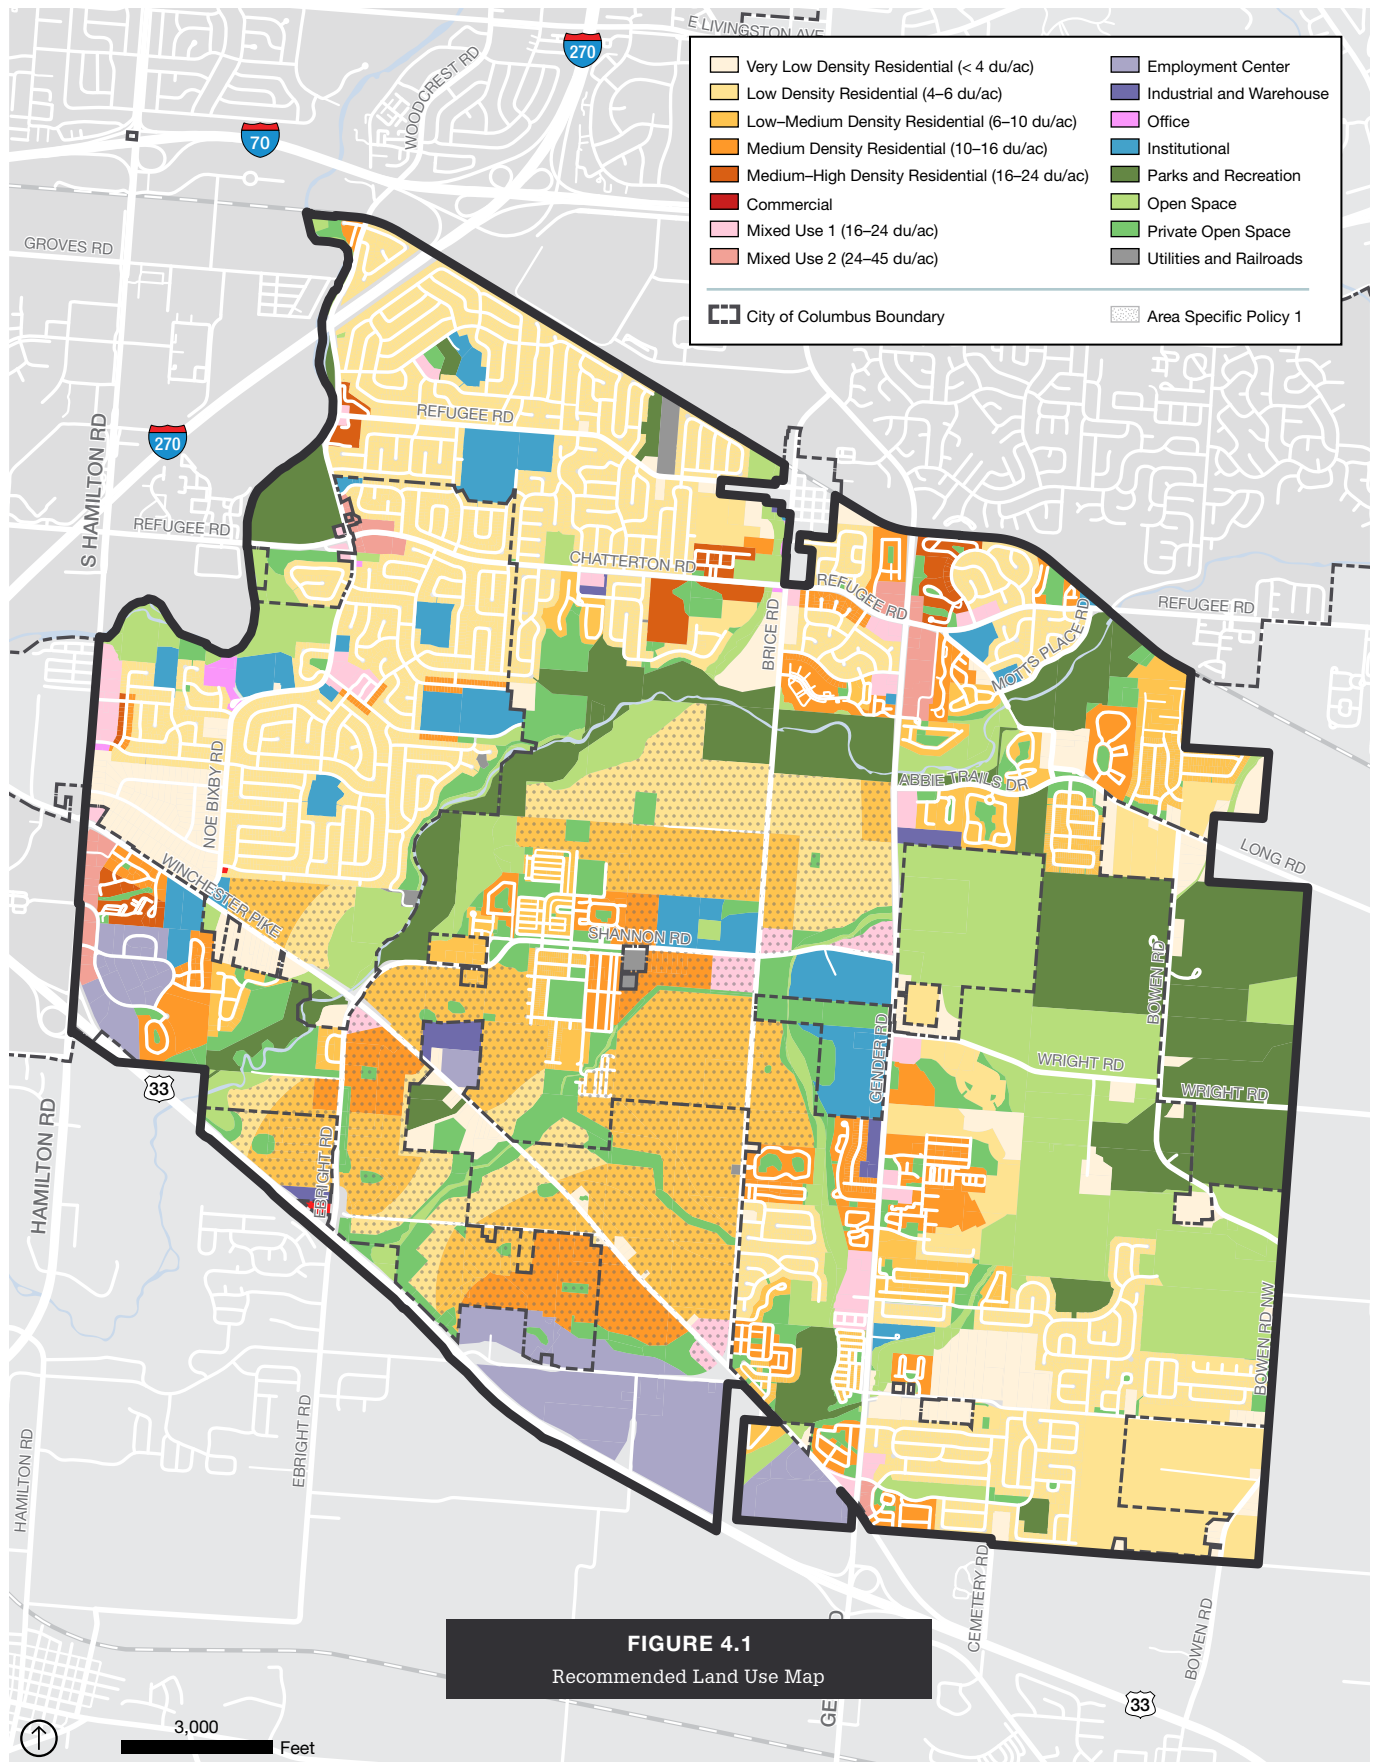 E LIVINGSTON AVE
270
WOODCREST RD
70
Very Low Density Residential (< 4 du/ac)
Low Density Residential (4–6 du/ac)
Low–Medium Density Residential (6–10 du/ac)
Medium Density Residential (10–16 du/ac)
Medium–High Density Residential (16–24 du/ac)
Commercial
Mixed Use 1 (16–24 du/ac)
Mixed Use 2 (24–45 du/ac)
Employment Center
Industrial and Warehouse
Office
Institutional
Parks and Recreation
Open Space
Private Open Space
Utilities and Railroads
City of Columbus Boundary
Area Specific Policy 1
GROVES RD
REFUGEE RD
270
S HAMILTON RD
REFUGEE RD
CHATTERTON RD
REFUGEE RD
REFUGEE RD
BRICE RD
MOTTS PLACE RD
NOE BIXBY RD
ABBIE TRAILS DR
LONG RD
WINCHESTER PIKE
SHANNON RD
BOWEN RD
GENDER RD
WRIGHT RD
WRIGHT RD
33
HAMILTON RD
EBRIGHT RD
BOWEN RD NW
EBRIGHT RD
HAMILTON RD
CEMETERY RD
BOWEN RD
GE
D
FIGURE 4.1
Recommended Land Use Map
33
3,000
Feet